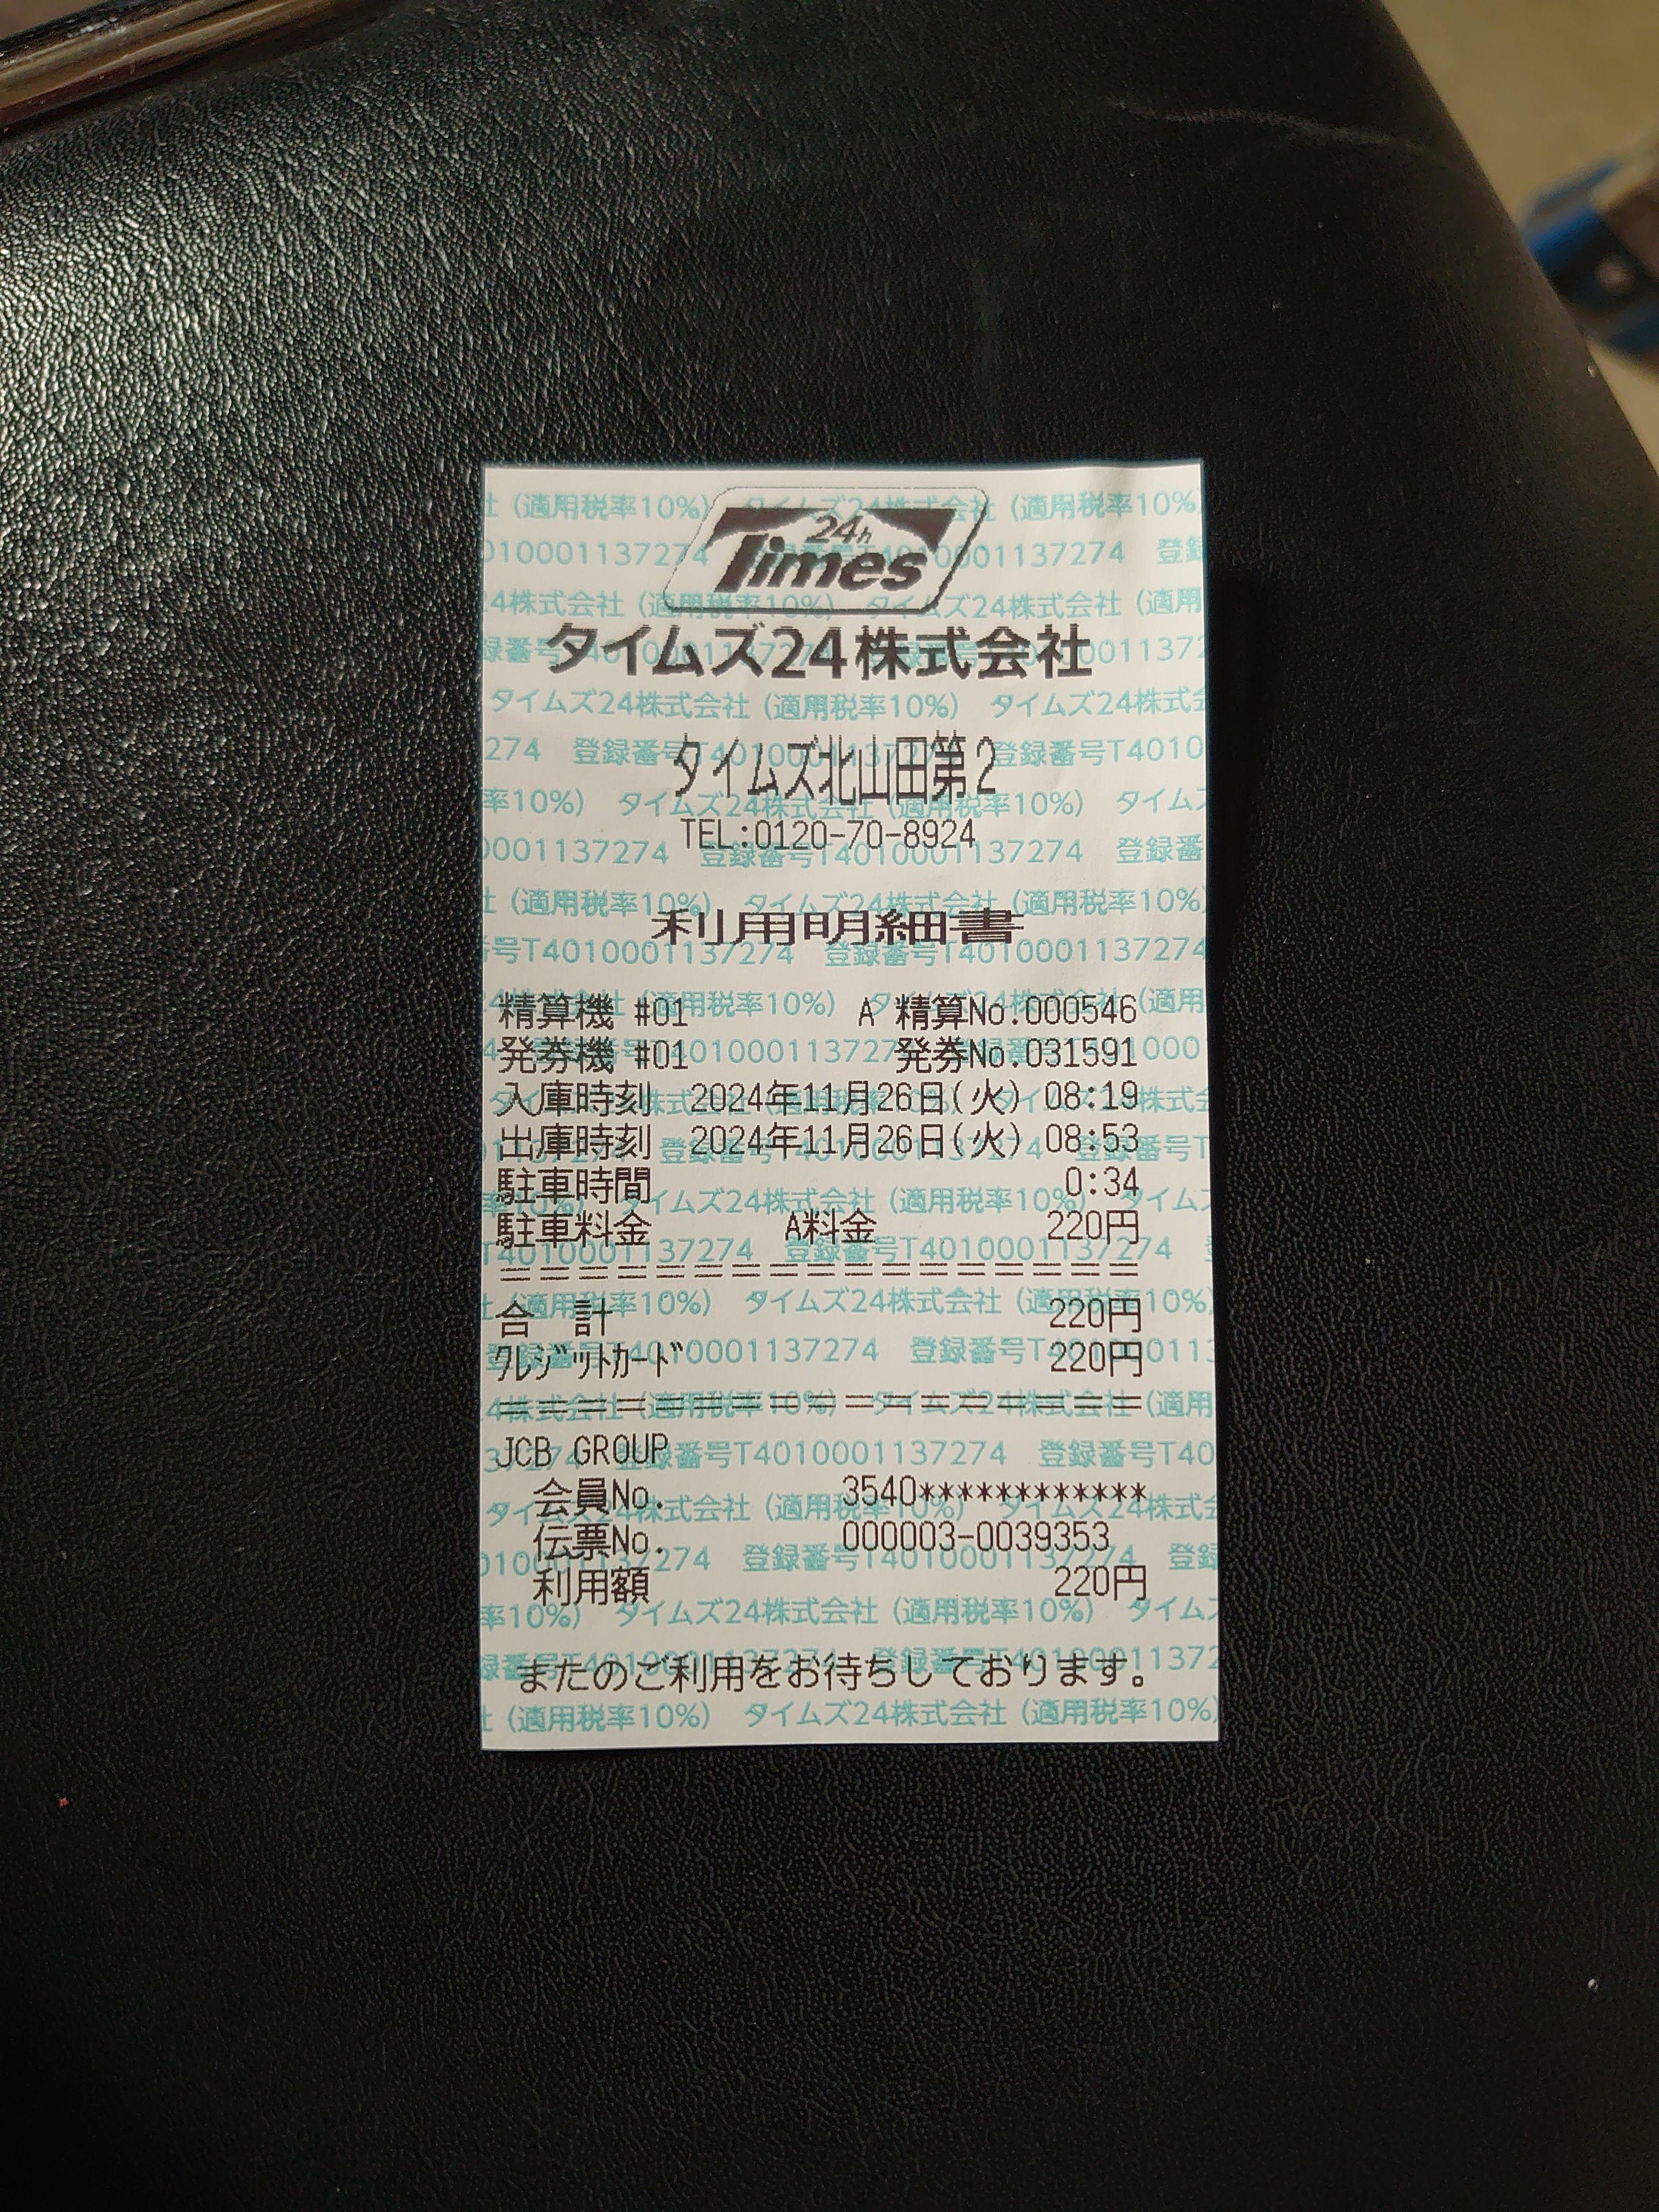 24h
Times
タイムズ24株式会社
タイムズ北山田第2
TEL:0120-70-8924
利用明細書
精算機 #01 A 精算No.000546
発券機 #01 発券No.031591
入庫時刻 2024年11月26日(火) 08:19
出庫時刻 2024年11月26日(火) 08:53
駐車時間 0:34
駐車料金 A料金 220円
==================
合 計 220円
クレジットカード 220円
==================
JCB GROUP
会員No. 3540************
伝票No. 000003-0039353
利用額 220円
またのご利用をお待ちしております。
タイムズ24株式会社 (適用税率10%)
登録番号T4010001137274